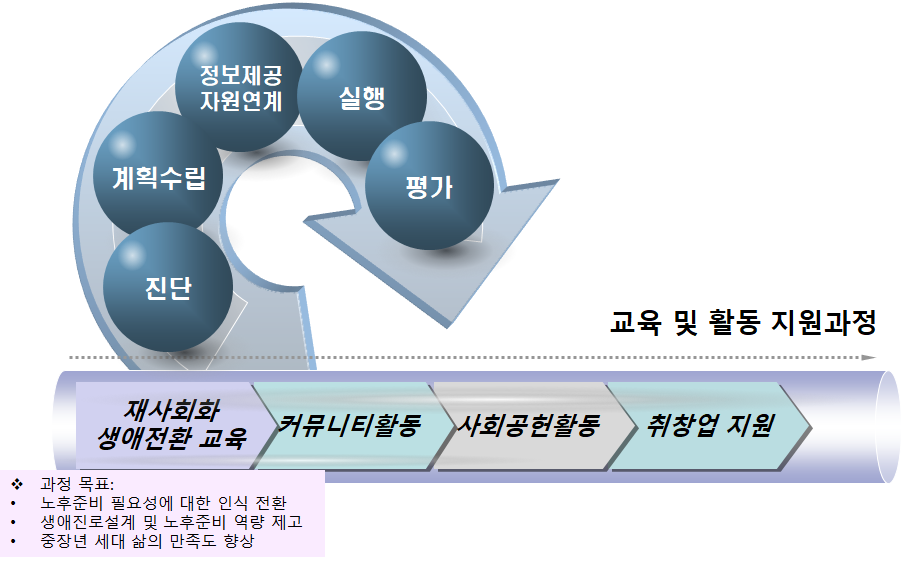 정보제공
자원연계
실행
계획수립
평가
진단
교육 및 활동 지원과정
재사회화
생애전환 교육
커뮤니티활동
사회공헌활동
취창업 지원
❖ 과정 목표:
• 노후준비 필요성에 대한 인식 전환
• 생애진로설계 및 노후준비 역량 제고
• 중장년 세대 삶의 만족도 향상